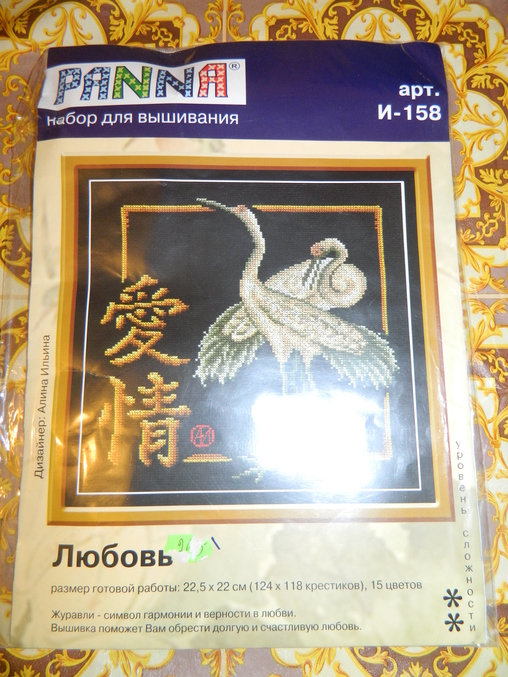 PANNA®
набор для вышивания
арт.
И-158
愛
情
Дизайнер: Алина Ильина
уровень сложности
**
Любовь
размер готовой работы: 22,5 х 22 см (124 х 118 крестиков), 15 цветов
Журавли - символ гармонии и верности в любви.
Вышивка поможет Вам обрести долгую и счастливую любовь.